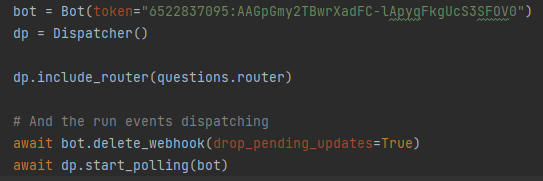 bot = Bot(token="6522837095:AAGpGmy2TBwrXadFC-lApyqFkgUcS3SFOV0")
dp = Dispatcher()
dp.include_router(questions.router)
# And the run events dispatching
await bot.delete_webhook(drop_pending_updates=True)
await dp.start_polling(bot)